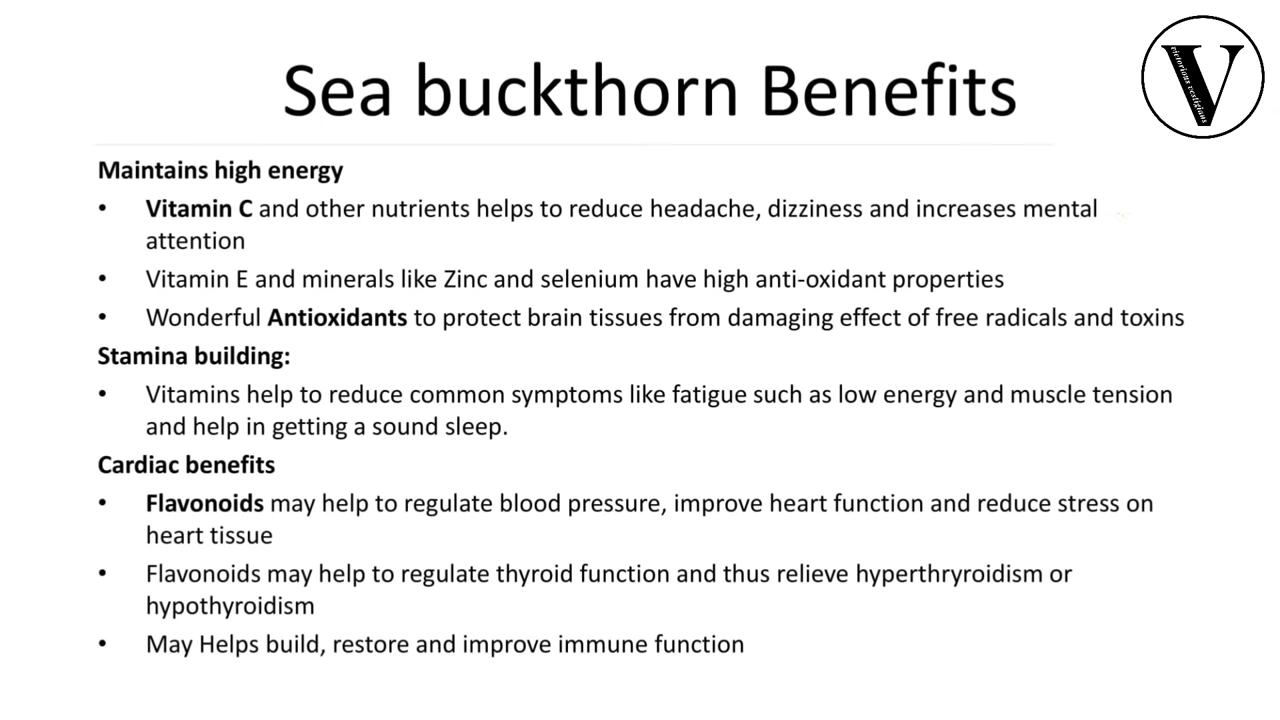 Sea buckthorn Benefits
V
victorious vestigians
Maintains high energy
• Vitamin C and other nutrients helps to reduce headache, dizziness and increases mental
attention
• Vitamin E and minerals like Zinc and selenium have high anti-oxidant properties
• Wonderful Antioxidants to protect brain tissues from damaging effect of free radicals and toxins
Stamina building:
• Vitamins help to reduce common symptoms like fatigue such as low energy and muscle tension
and help in getting a sound sleep.
Cardiac benefits
• Flavonoids may help to regulate blood pressure, improve heart function and reduce stress on
heart tissue
• Flavonoids may help to regulate thyroid function and thus relieve hyperthryroidism or
hypothyroidism
• May Helps build, restore and improve immune function